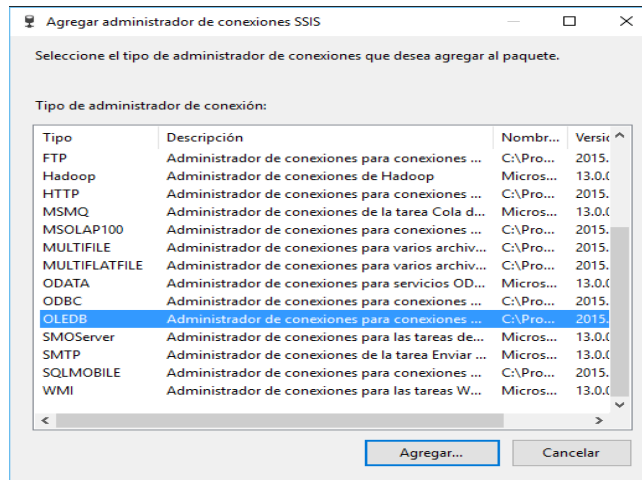 Agregar administrador de conexiones SSIS
Seleccione el tipo de administrador de conexiones que desea agregar al paquete.
Tipo de administrador de conexión:
Tipo Descripción Nombr... Versic
FTP Administrador de conexiones para conexiones ... C:\Pro... 2015.
Hadoop Administrador de conexiones de Hadoop Micros... 13.0.(
HTTP Administrador de conexiones para conexiones ... C:\Pro... 2015.
MSMQ Administrador de conexiones de la tarea Cola d... Micros... 13.0.(
MSOLAP100 Administrador de conexiones para conexiones ... C:\Pro... 2015.
MULTIFILE Administrador de conexiones para varios archiv... C:\Pro... 2015.
MULTIFLATFILE Administrador de conexiones para varios archiv... C:\Pro... 2015.
ODATA Administrador de conexiones para servicios OD... Micros... 13.0.(
ODBC Administrador de conexiones para conexiones ... C:\Pro... 2015.
OLEDB Administrador de conexiones para conexiones ... C:\Pro... 2015.
SMOServer Administrador de conexiones para las tareas de... Micros... 13.0.(
SMTP Administrador de conexiones de la tarea Enviar ... Micros... 13.0.(
SQLMOBILE Administrador de conexiones para conexiones ... C:\Pro... 2015.
WMI Administrador de conexiones para las tareas W... Micros... 13.0.(
Agregar... Cancelar